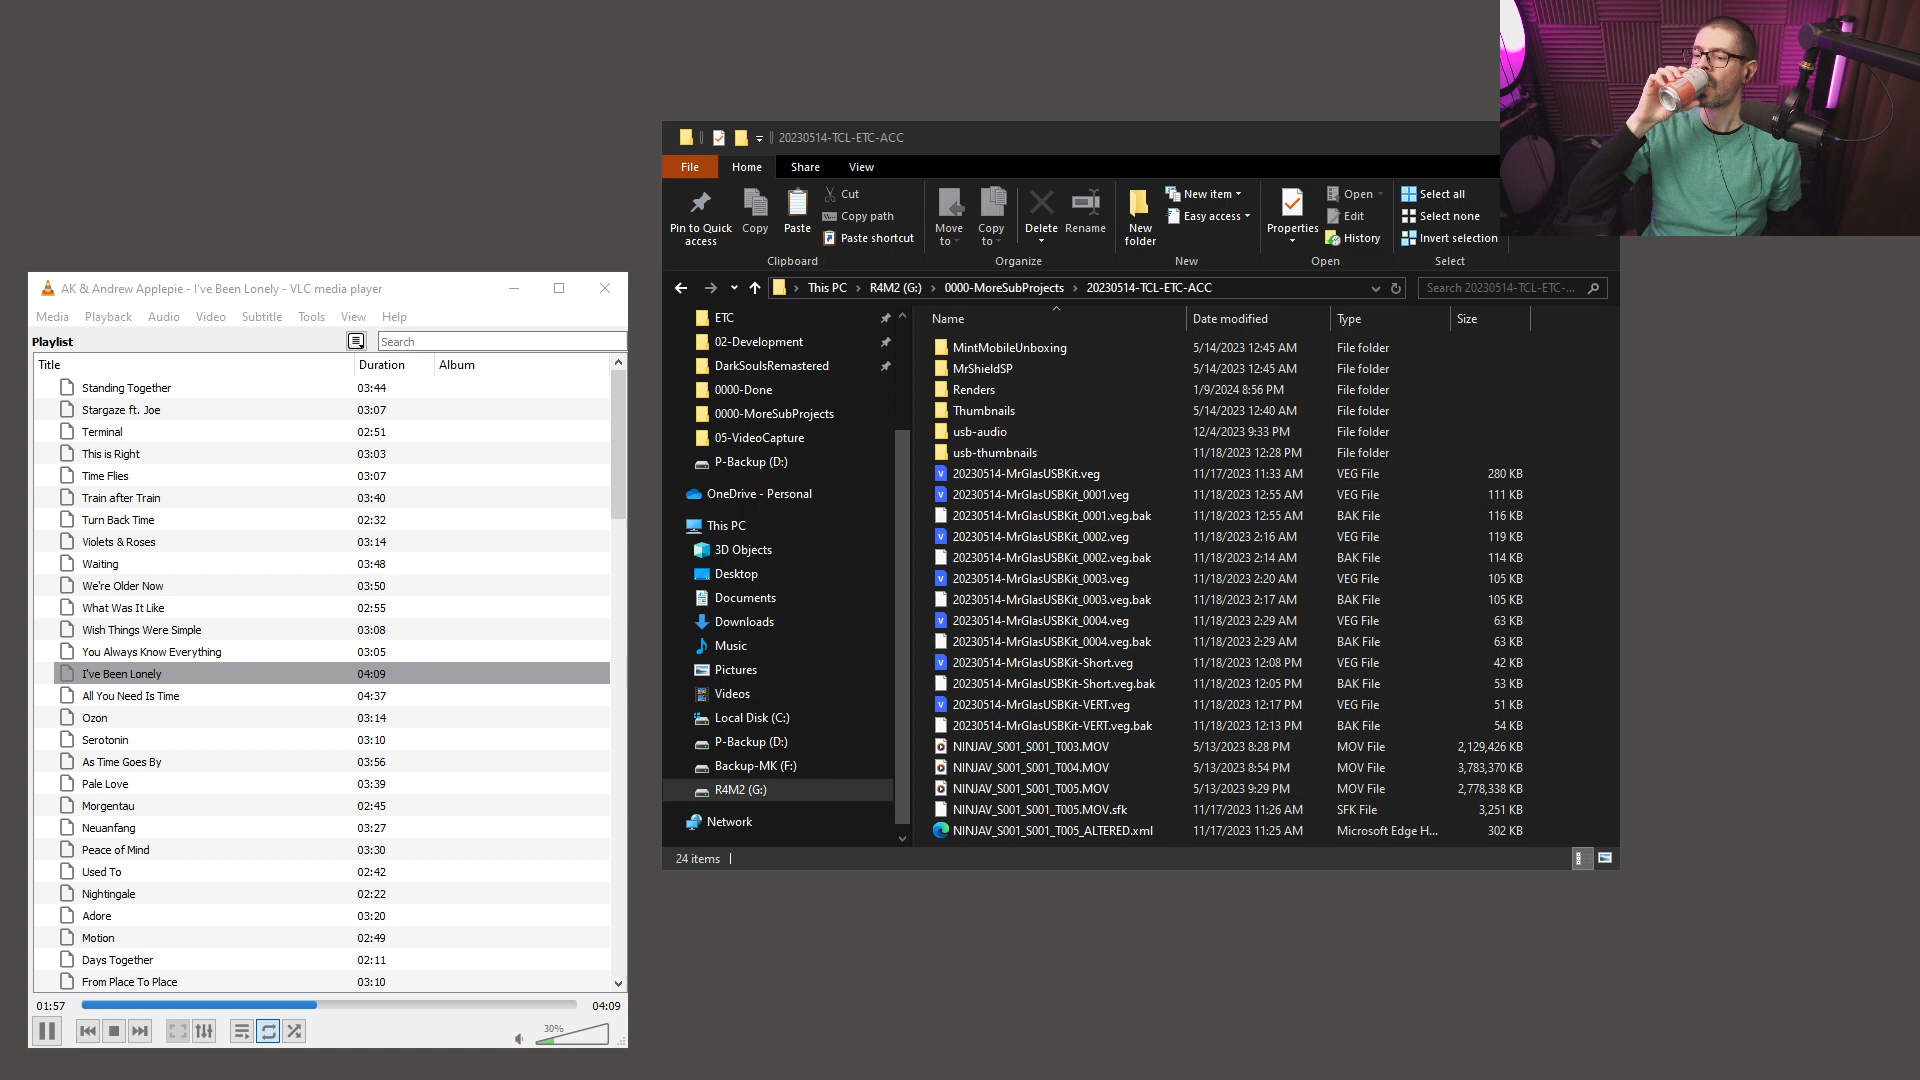 AK & Andrew Applepie - I've Been Lonely - VLC media player
Media Playback Audio Video Subtitle Tools View Help
Playlist
Search
Title Duration Album
Standing Together 03:44
Stargaze ft. Joe 03:07
Terminal 02:51
This is Right 03:03
Time Flies 03:07
Train after Train 03:40
Turn Back Time 02:32
Violets & Roses 03:14
Waiting 03:48
We're Older Now 03:50
What Was It Like 02:55
Wish Things Were Simple 03:08
You Always Know Everything 03:05
I've Been Lonely 04:09
All You Need Is Time 04:37
Ozon 03:14
Serotonin 03:10
As Time Goes By 03:56
Pale Love 03:39
Morgentau 02:45
Neuanfang 03:27
Peace of Mind 03:30
Used To 02:42
Nightingale 02:22
Adore 03:20
Motion 02:49
Days Together 02:11
From Place To Place 03:10
01:57 04:09
30%
20230514-TCL-ETC-ACC
File Home Share View
Pin to Quick access
Copy
Paste
Cut
Copy path
Paste shortcut
Clipboard
Move to
Copy to
Delete
Rename
Organize
New folder
New item
Easy access
New
Properties
Open
Edit
History
Open
Select all
Select none
Invert selection
Select
This PC R4M2 (G:) 0000-MoreSubProjects 20230514-TCL-ETC-ACC
Search 20230514-TCL-ETC-...
ETC
02-Development
DarkSoulsRemastered
0000-Done
0000-MoreSubProjects
05-VideoCapture
P-Backup (D:)
OneDrive - Personal
This PC
3D Objects
Desktop
Documents
Downloads
Music
Pictures
Videos
Local Disk (C:)
P-Backup (D:)
Backup-MK (F:)
R4M2 (G:)
Network
Name Date modified Type Size
MintMobileUnboxing 5/14/2023 12:45 AM File folder
MrShieldSP 5/14/2023 12:45 AM File folder
Renders 1/9/2024 8:56 PM File folder
Thumbnails 5/14/2023 12:40 AM File folder
usb-audio 12/4/2023 9:33 PM File folder
usb-thumbnails 11/18/2023 12:28 PM File folder
20230514-MrGlasUSBKit.veg 11/17/2023 11:33 AM VEG File 280 KB
20230514-MrGlasUSBKit_0001.veg 11/18/2023 12:55 AM VEG File 111 KB
20230514-MrGlasUSBKit_0001.veg.bak 11/18/2023 12:55 AM BAK File 116 KB
20230514-MrGlasUSBKit_0002.veg 11/18/2023 2:16 AM VEG File 119 KB
20230514-MrGlasUSBKit_0002.veg.bak 11/18/2023 2:14 AM BAK File 114 KB
20230514-MrGlasUSBKit_0003.veg 11/18/2023 2:20 AM VEG File 105 KB
20230514-MrGlasUSBKit_0003.veg.bak 11/18/2023 2:17 AM BAK File 105 KB
20230514-MrGlasUSBKit_0004.veg 11/18/2023 2:29 AM VEG File 63 KB
20230514-MrGlasUSBKit_0004.veg.bak 11/18/2023 2:29 AM BAK File 63 KB
20230514-MrGlasUSBKit-Short.veg 11/18/2023 12:08 PM VEG File 42 KB
20230514-MrGlasUSBKit-Short.veg.bak 11/18/2023 12:05 PM BAK File 53 KB
20230514-MrGlasUSBKit-VERT.veg 11/18/2023 12:17 PM VEG File 51 KB
20230514-MrGlasUSBKit-VERT.veg.bak 11/18/2023 12:13 PM BAK File 54 KB
NINJAV_S001_S001_T003.MOV 5/13/2023 8:28 PM MOV File 2,129,426 KB
NINJAV_S001_S001_T004.MOV 5/13/2023 8:54 PM MOV File 3,783,370 KB
NINJAV_S001_S001_T005.MOV 5/13/2023 9:29 PM MOV File 2,778,338 KB
NINJAV_S001_S001_T005.MOV.sfk 11/17/2023 11:26 AM SFK File 3,251 KB
NINJAV_S001_S001_T005_ALTERED.xml 11/17/2023 11:25 AM Microsoft Edge H... 302 KB
24 items